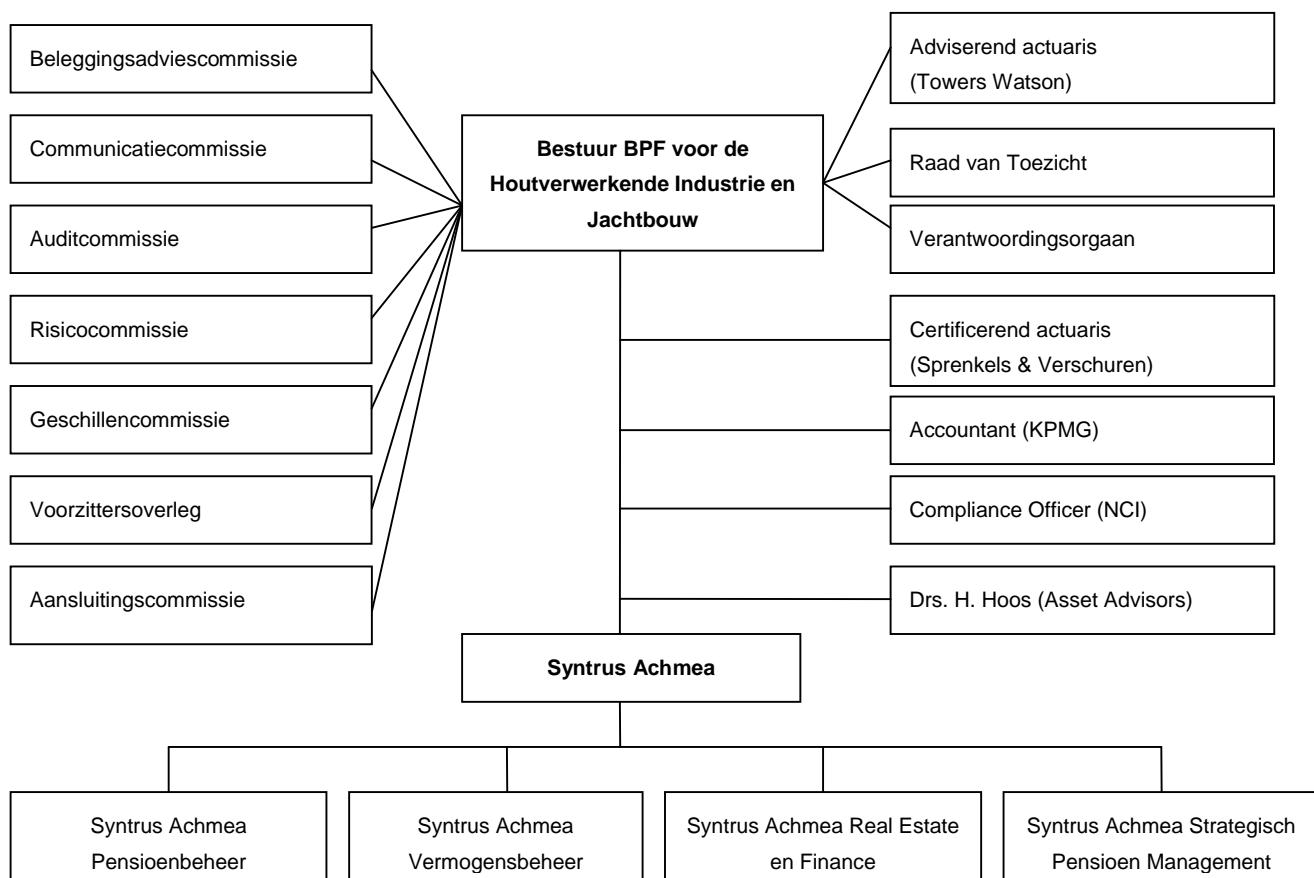 Beleggingsadviescommissie
Communicatiecommissie
Auditcommissie
Risicocommissie
Geschillencommissie
Voorzittersoverleg
Aansluitingscommissie
Bestuur BPF voor de
Houtverwerkende Industrie en
Jachtbouw
Adviserend actuaris
(Towers Watson)
Raad van Toezicht
Verantwoordingsorgaan
Certificerend actuaris
(Sprenkels & Verschuren)
Accountant (KPMG)
Compliance Officer (NCI)
Drs. H. Hoos (Asset Advisors)
Syntrus Achmea
Syntrus Achmea
Pensioenbeheer
Syntrus Achmea
Vermogensbeheer
Syntrus Achmea Real Estate
en Finance
Syntrus Achmea Strategisch
Pensioen Management